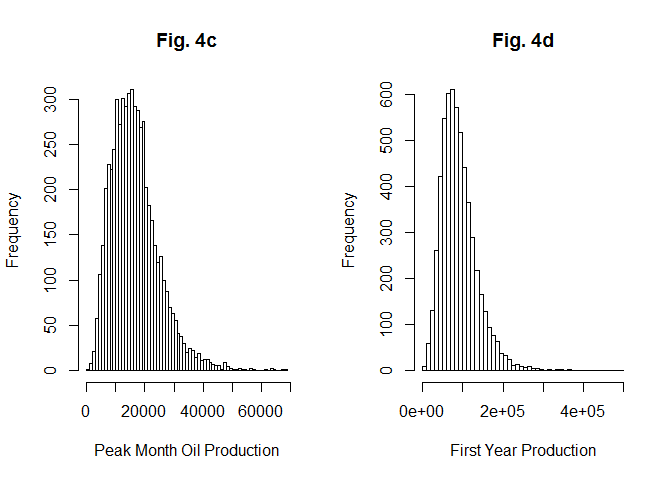 Fig. 4c
Frequency
0
50
100
150
200
250
300
0
20000
40000
60000
Peak Month Oil Production
Fig. 4d
Frequency
0
100
200
300
400
500
600
0e+00
2e+05
4e+05
First Year Production